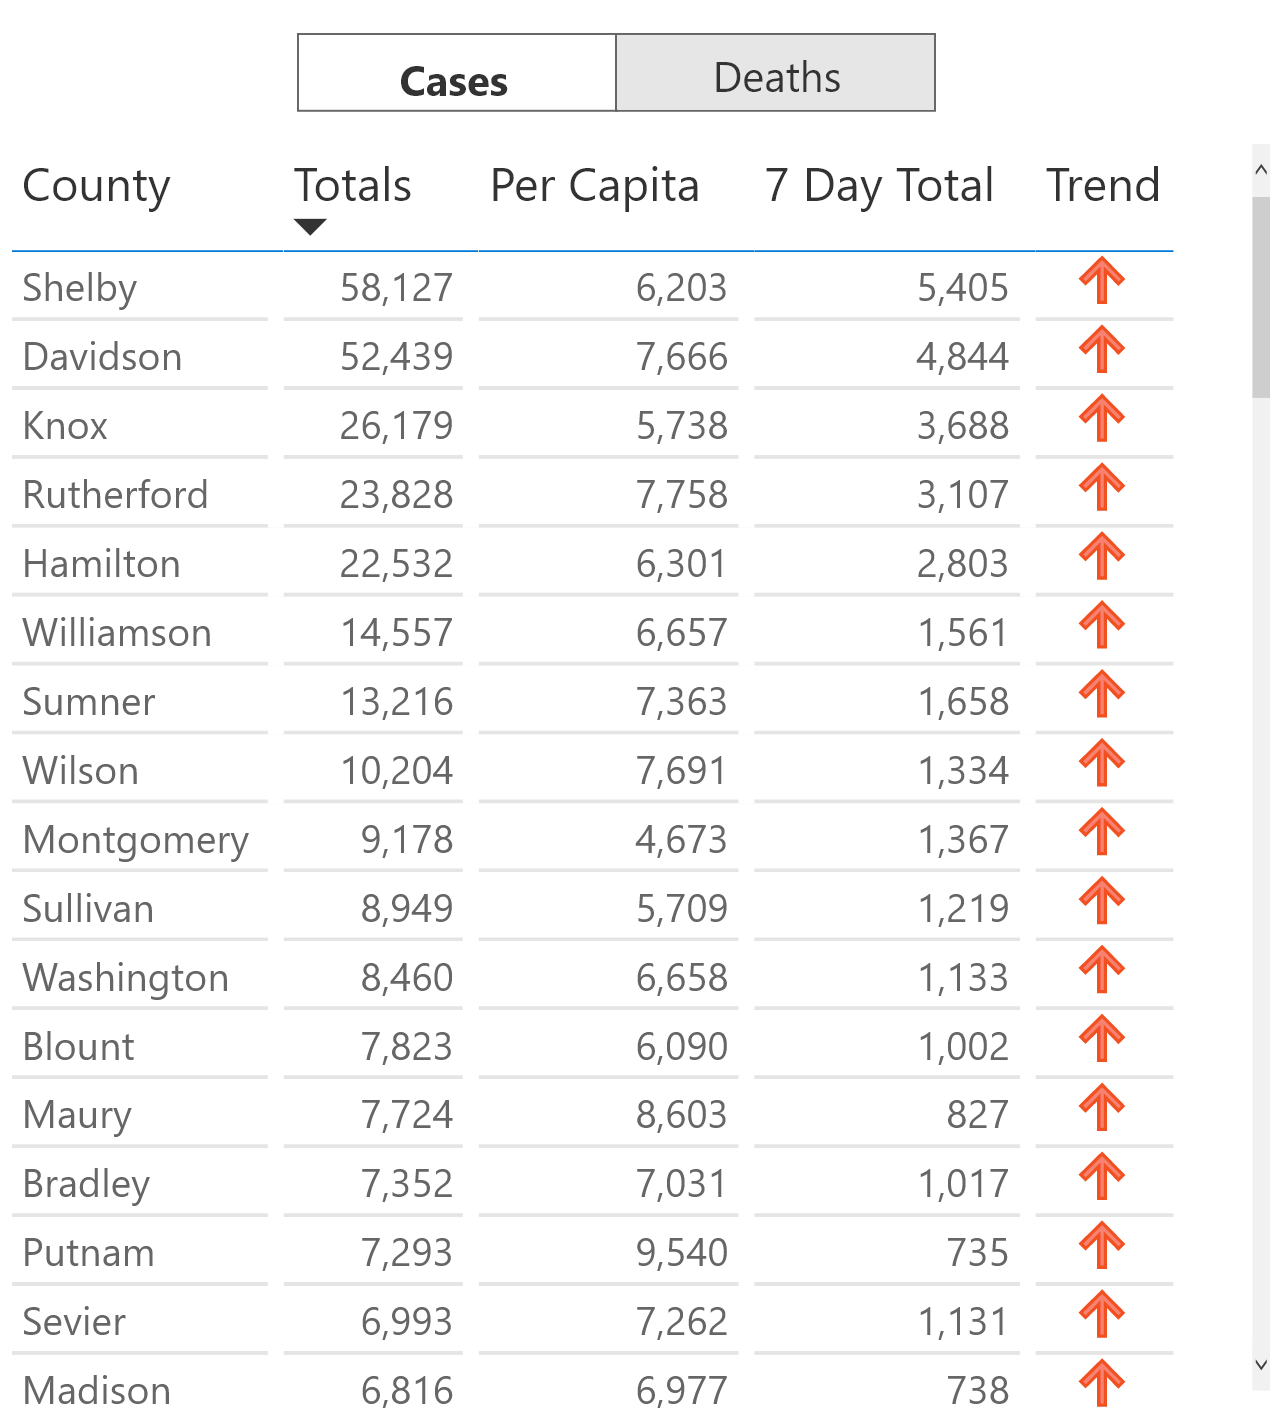 Cases Deaths
County Totals Per Capita 7 Day Total Trend
Shelby 58,127 6,203 5,405
Davidson 52,439 7,666 4,844
Knox 26,179 5,738 3,688
Rutherford 23,828 7,758 3,107
Hamilton 22,532 6,301 2,803
Williamson 14,557 6,657 1,561
Sumner 13,216 7,363 1,658
Wilson 10,204 7,691 1,334
Montgomery 9,178 4,673 1,367
Sullivan 8,949 5,709 1,219
Washington 8,460 6,658 1,133
Blount 7,823 6,090 1,002
Maury 7,724 8,603 827
Bradley 7,352 7,031 1,017
Putnam 7,293 9,540 735
Sevier 6,993 7,262 1,131
Madison 6,816 6,977 738